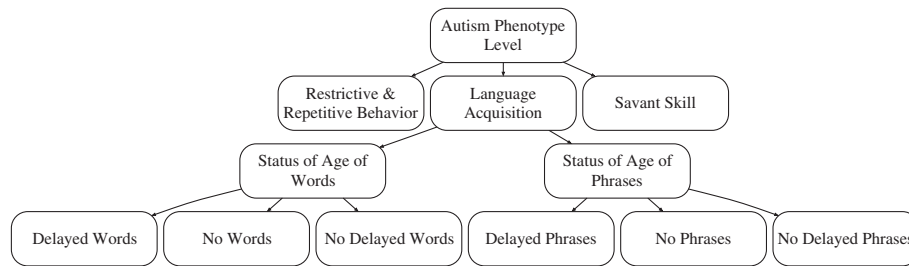 Autism Phenotype
Level
Restrictive &
Repetitive Behavior
Language
Acquisition
Savant Skill
Status of Age of
Words
Status of Age of
Phrases
Delayed Words
No Words
No Delayed Words
Delayed Phrases
No Phrases
No Delayed Phrases